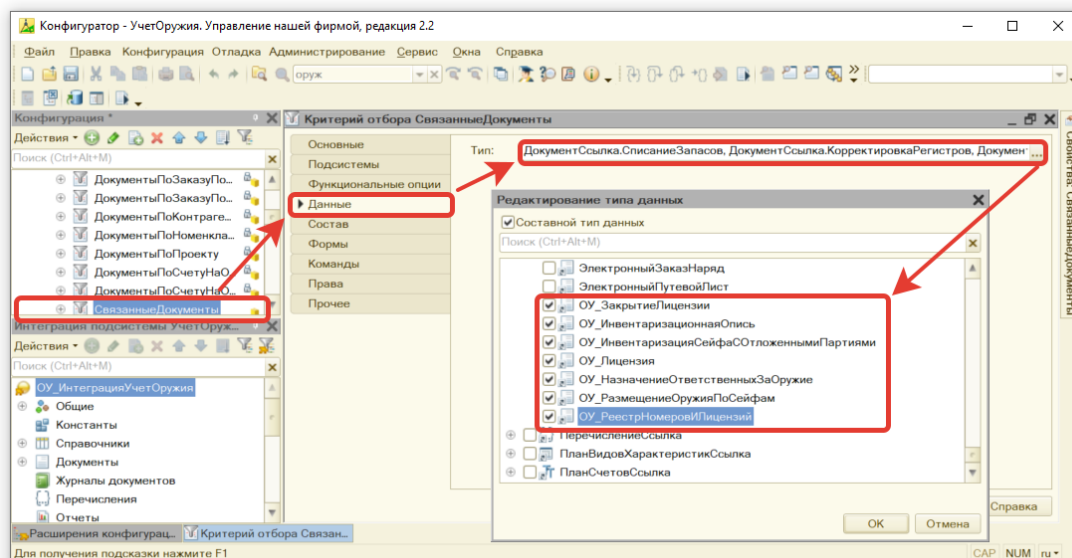 Конфигуратор - УчетОружия. Управление нашей фирмой, редакция 2.2
Файл Правка Конфигурация Отладка Администрирование Сервис Окна Справка
оруж
Конфигурация *
Действия
Поиск (Ctrl+Alt+M)
ДокументыПоЗаказуПо...
ДокументыПоЗаказуПо...
ДокументыПоКонтраге...
ДокументыПоНоменкла...
ДокументыПоПроекту
ДокументыПоСчетуНаО...
ДокументыПоСчетуНаО...
СвязанныеДокументы
Интеграция подсистемы УчетОруж...
Действия
Поиск (Ctrl+Alt+M)
ОУ_ИнтеграцияУчетОружия
Общие
Константы
Справочники
Документы
Журналы документов
Перечисления
Отчеты
Критерий отбора СвязанныеДокументы
Основные
Подсистемы
Функциональные опции
Данные
Состав
Формы
Команды
Права
Прочее
Тип:
ДокументСсылка.СписаниеЗапасов, ДокументСсылка.КорректировкаРегистров, Документ
...
Редактирование типа данных
Составной тип данных
Поиск (Ctrl+Alt+M)
ЭлектронныйЗаказНаряд
ЭлектронныйПутевойЛист
ОУ_ЗакрытиеЛицензии
ОУ_ИнвентаризационнаяОпись
ОУ_ИнвентаризацияСейфаСОтложеннымиПартиями
ОУ_Лицензия
ОУ_НазначениеОтветственныхЗаОружие
ОУ_РазмещениеОружияПоСейфам
ОУ_РеестрНомеровИЛицензий
ПеречислениеСсылка
ПланВидовХарактеристикСсылка
ПланСчетовСсылка
ОК
Отмена
Справка
Свойства: СвязанныеДокументы
Расширения конфигурац...
Критерий отбора Связан...
Для получения подсказки нажмите F1
CAP NUM ru